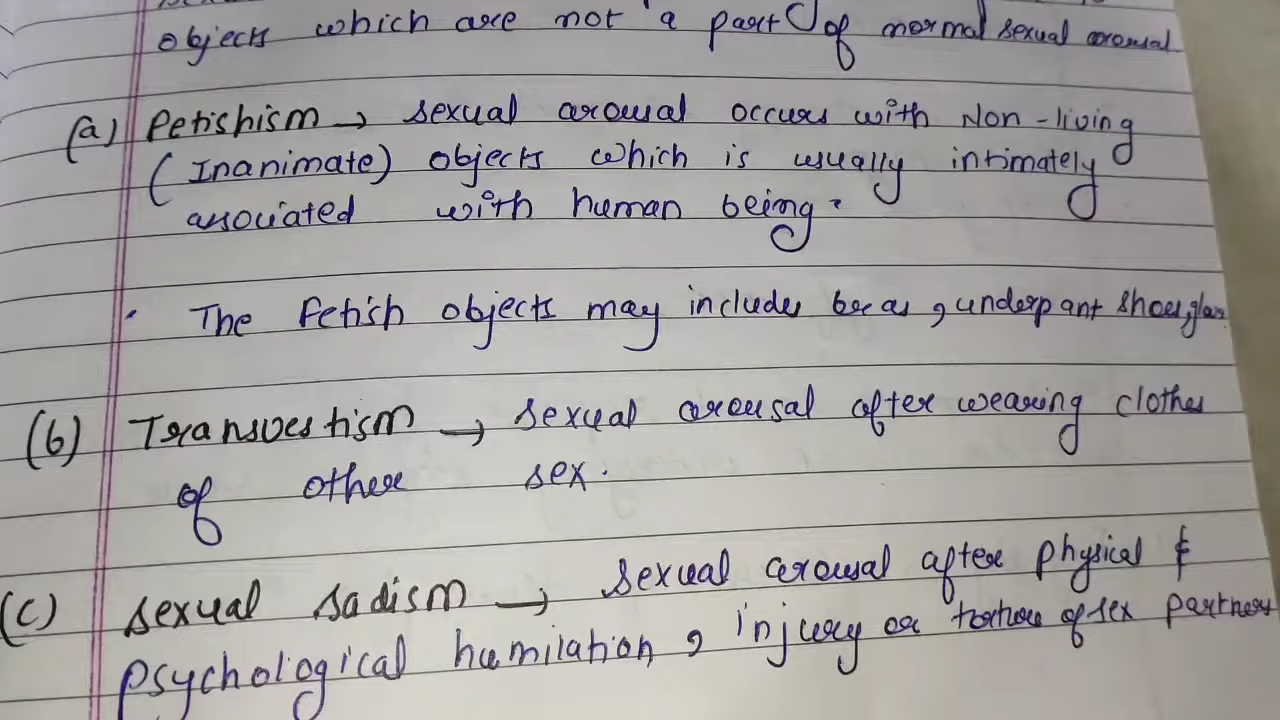 objects which are not a part of normal sexual arousal
(a) Fetishism → sexual arousal occurs with Non-living
(Inanimate) objects which is usually intimately
associated with human being.
. The fetish objects may includes bras, underpant shoes,
(b) Transvestism → sexual arousal after wearing clothes
of other sex.
(c) sexual sadism → sexual arousal after physical &
psychological humilation, injury or torture of sex partners